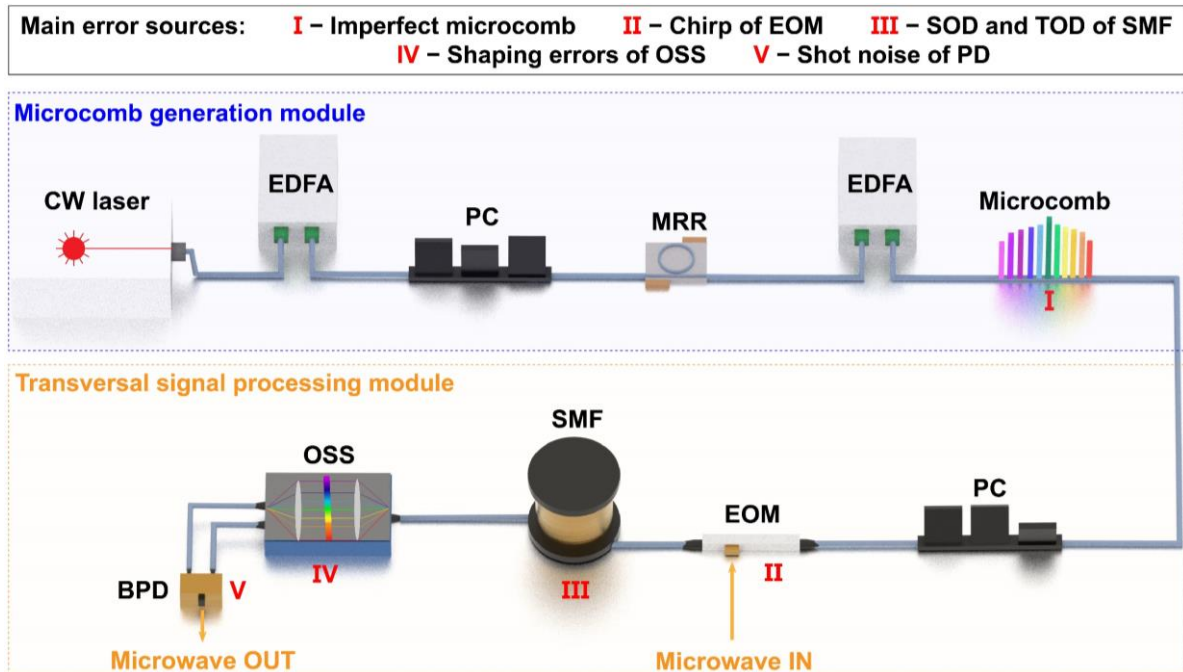 Main error sources: I – Imperfect microcomb II – Chirp of EOM III – SOD and TOD of SMF
IV – Shaping errors of OSS V – Shot noise of PD
Microcomb generation module
CW laser
EDFA
PC
MRR
EDFA
Microcomb
I
Transversal signal processing module
OSS
SMF
EOM
PC
IV
III
II
BPD
V
Microwave OUT
Microwave IN